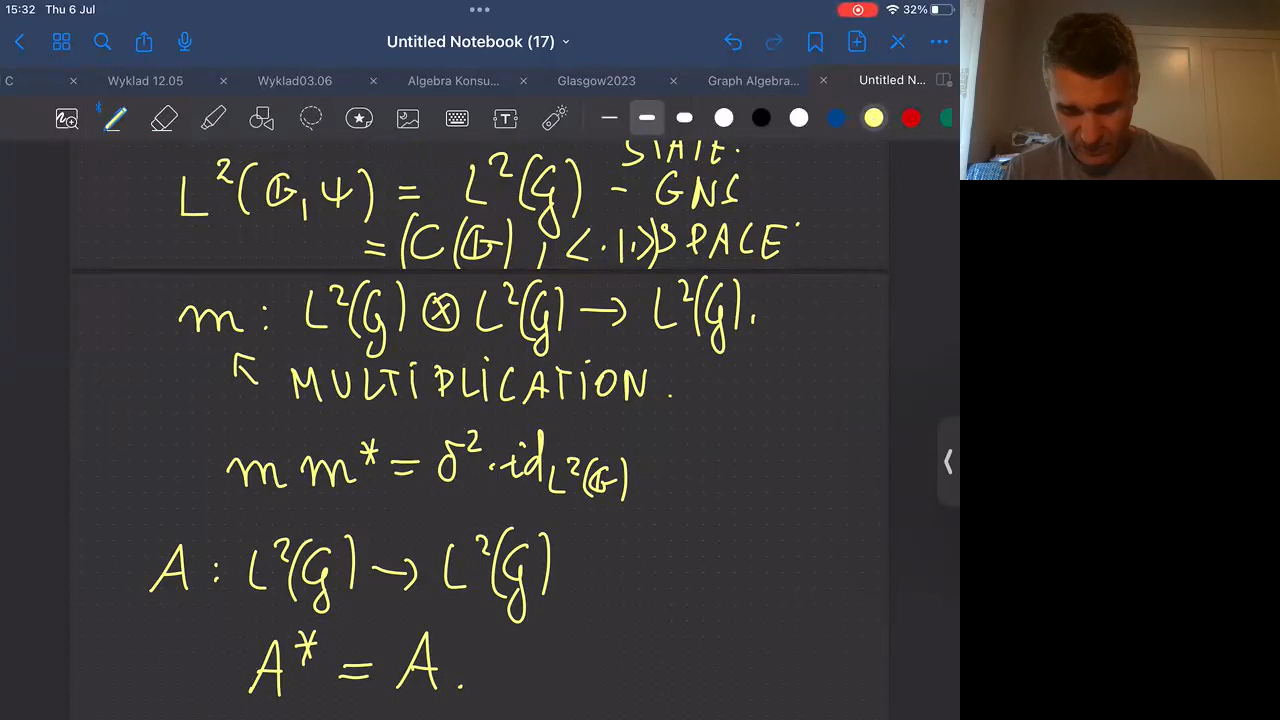 15:32 Thu 6 Jul 32%
Untitled Notebook (17)
C Wyklad 12.05 Wyklad03.06 Algebra Konsu... Glasgow2023 Graph Algebra... Untitled N...
STATE.
L²(𝔾, ψ) = L²(𝔾) - GNS
= (C(𝔾), <·|·>) SPACE.
m : L²(𝔾) ⊗ L²(𝔾) → L²(𝔾).
↖ MULTIPLICATION.
m m* = δ² · id_{L²(𝔾)}
A : L²(𝔾) → L²(𝔾)
A* = A.